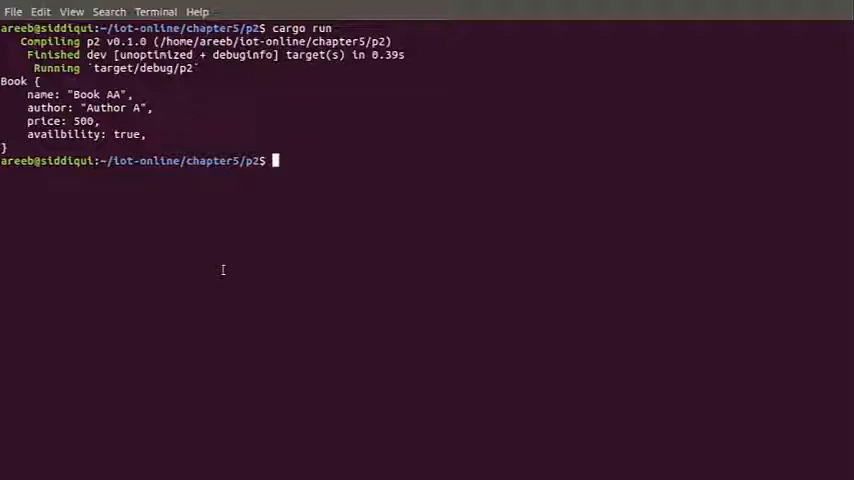 File Edit View Search Terminal Help
areeb@siddiqui:~/iot-online/chapter5/p2$ cargo run
Compiling p2 v0.1.0 (/home/areeb/iot-online/chapter5/p2)
Finished dev [unoptimized + debuginfo] target(s) in 0.39s
Running `target/debug/p2`
Book {
name: "Book AA",
author: "Author A",
price: 500,
availbility: true,
}
areeb@siddiqui:~/iot-online/chapter5/p2$